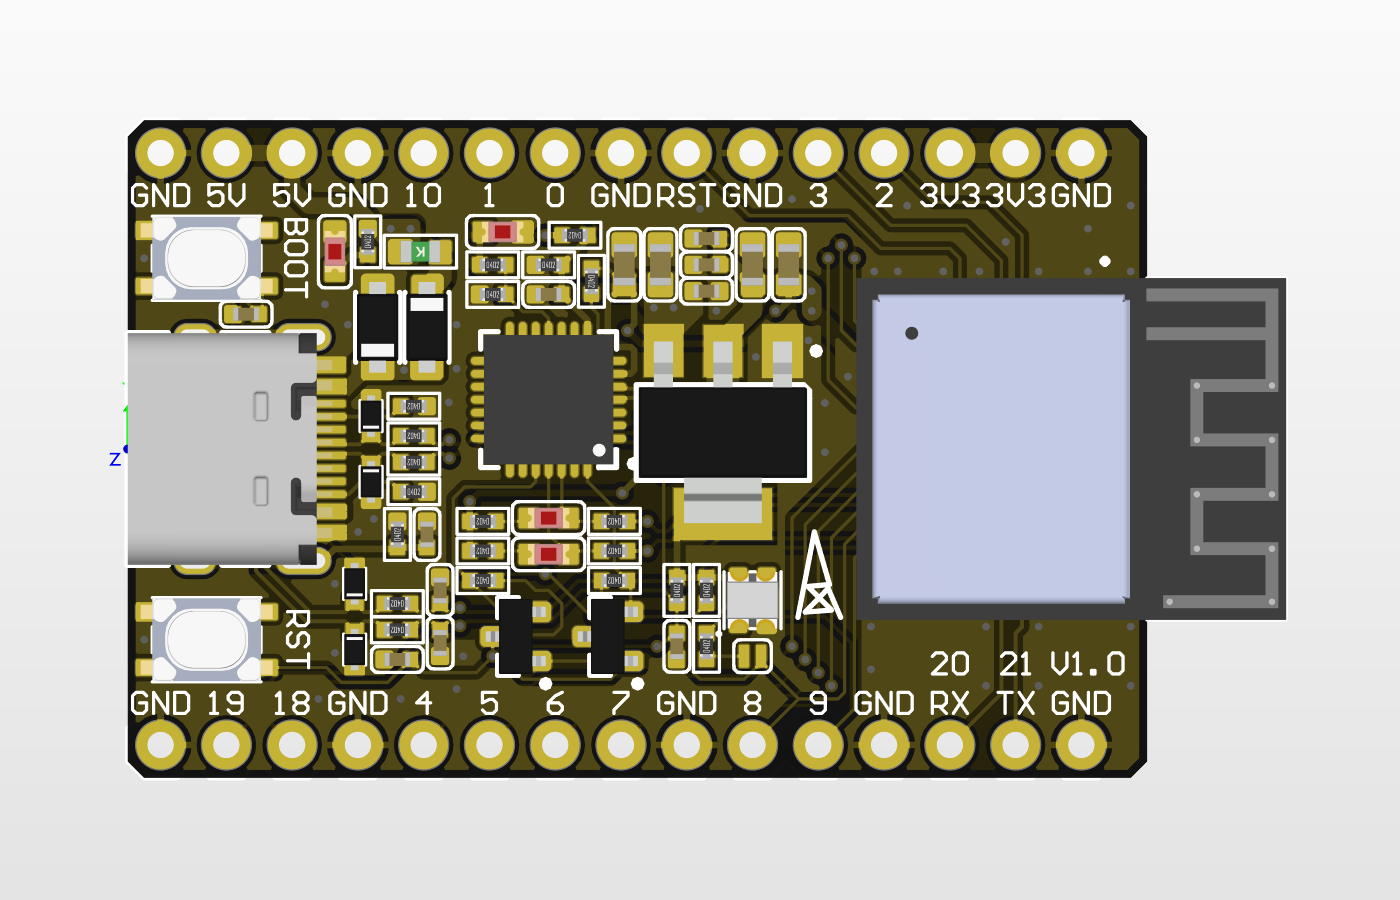 GND 5V 5V GND 10 1 0 GND RST GND 3 2 3V3 3V3 GND
BOOT
K
RST
20 21 V1.0
GND 19 18 GND 4 5 6 7 GND 8 9 GND RX TX GND
Z